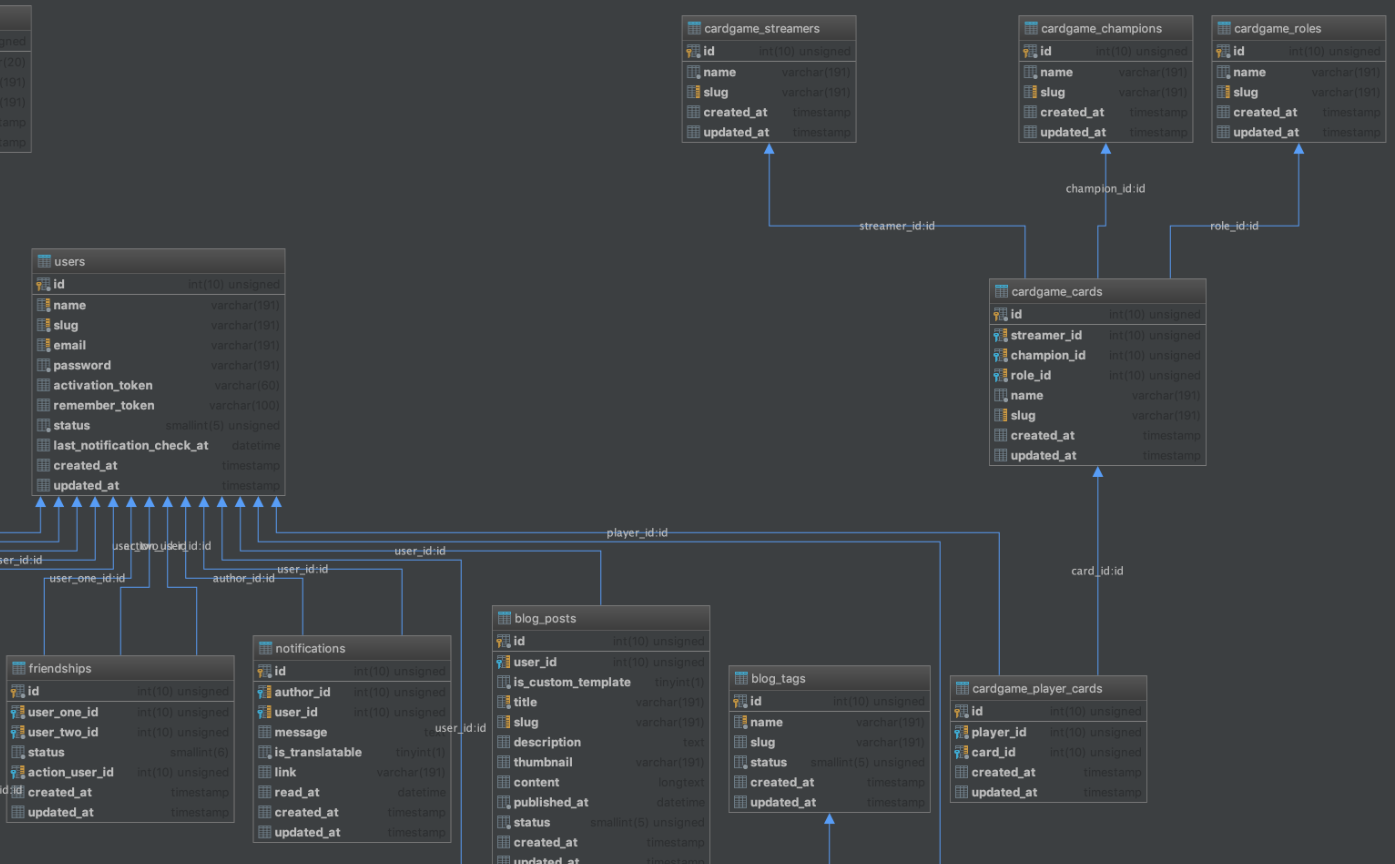 gned
r(20)
(191)
(191)
amp
amp
cardgame_streamers
id int(10) unsigned
name varchar(191)
slug varchar(191)
created_at timestamp
updated_at timestamp
cardgame_champions
id int(10) unsigned
name varchar(191)
slug varchar(191)
created_at timestamp
updated_at timestamp
cardgame_roles
id int(10) unsigned
name varchar(191)
slug varchar(191)
created_at timestamp
updated_at timestamp
champion_id:id
streamer_id:id
role_id:id
users
id int(10) unsigned
name varchar(191)
slug varchar(191)
email varchar(191)
password varchar(191)
activation_token varchar(60)
remember_token varchar(100)
status smallint(5) unsigned
last_notification_check_at datetime
created_at timestamp
updated_at timestamp
cardgame_cards
id int(10) unsigned
streamer_id int(10) unsigned
champion_id int(10) unsigned
role_id int(10) unsigned
name varchar(191)
slug varchar(191)
created_at timestamp
updated_at timestamp
player_id:id
user_id:id
ser_id:id
user_id:id
user_one_id:id
author_id:id
card_id:id
friendships
id int(10) unsigned
user_one_id int(10) unsigned
user_two_id int(10) unsigned
status smallint(6)
action_user_id int(10) unsigned
id:id
created_at timestamp
updated_at timestamp
notifications
id int(10) unsigned
author_id int(10) unsigned
user_id int(10) unsigned
message text
is_translatable tinyint(1)
link varchar(191)
read_at datetime
created_at timestamp
updated_at timestamp
user_id:id
blog_posts
id int(10) unsigned
user_id int(10) unsigned
is_custom_template tinyint(1)
title varchar(191)
slug varchar(191)
description text
thumbnail varchar(191)
content longtext
published_at datetime
status smallint(5) unsigned
created_at timestamp
updated_at timestamp
blog_tags
id int(10) unsigned
name varchar(191)
slug varchar(191)
status smallint(5) unsigned
created_at timestamp
updated_at timestamp
cardgame_player_cards
id int(10) unsigned
player_id int(10) unsigned
card_id int(10) unsigned
created_at timestamp
updated_at timestamp